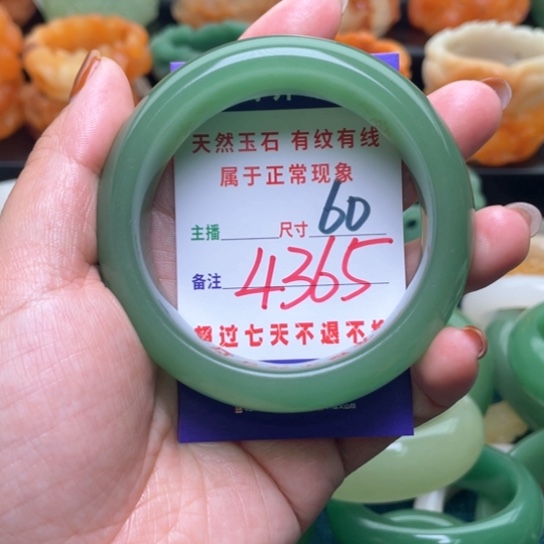 天然玉石 有纹有线
属于正常现象
主播 尺寸 60
备注 4365
超过七天不退不换